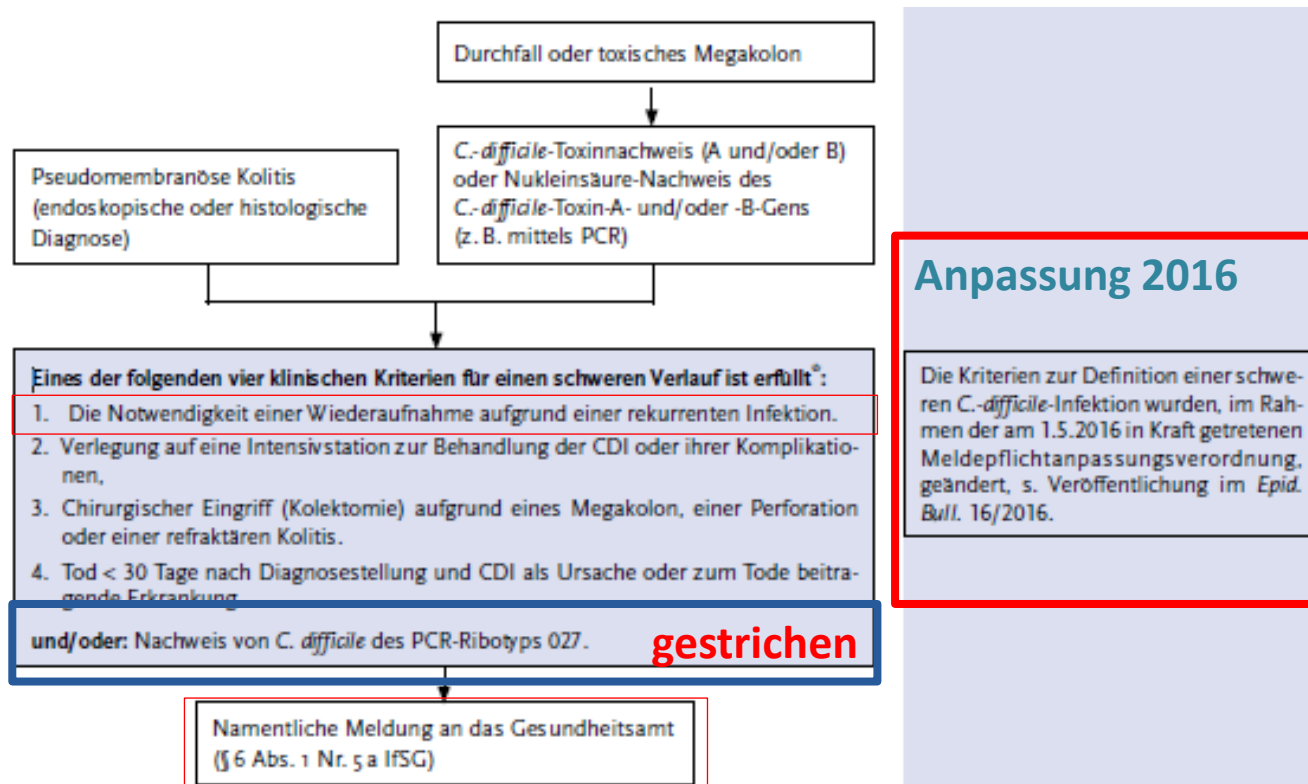 Durchfall oder toxisches Megakolon
Pseudomembranöse Kolitis
(endoskopische oder histologische
Diagnose)
C.-difficile-Toxinnachweis (A und/oder B)
oder Nukleinsäure-Nachweis des
C.-difficile-Toxin-A- und/oder -B-Gens
(z. B. mittels PCR)
Eines der folgenden vier klinischen Kriterien für einen schweren Verlauf ist erfüllt*:
1. Die Notwendigkeit einer Wiederaufnahme aufgrund einer rekurrenten Infektion.
2. Verlegung auf eine Intensivstation zur Behandlung der CDI oder ihrer Komplikatio-
nen,
3. Chirurgischer Eingriff (Kolektomie) aufgrund eines Megakolon, einer Perforation
oder einer refraktären Kolitis.
4. Tod < 30 Tage nach Diagnosestellung und CDI als Ursache oder zum Tode beitra-
gende Erkrankung
und/oder: Nachweis von C. difficile des PCR-Ribotyps 027.
gestrichen
Namentliche Meldung an das Gesundheitsamt
(§ 6 Abs. 1 Nr. 5 a IfSG)
Anpassung 2016
Die Kriterien zur Definition einer schwe-
ren C.-difficile-Infektion wurden, im Rah-
men der am 1.5.2016 in Kraft getretenen
Meldepflichtanpassungsverordnung,
geändert, s. Veröffentlichung im Epid.
Bull. 16/2016.